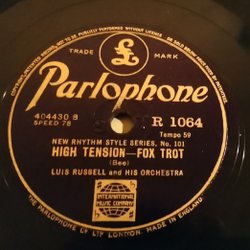 TRADE MARK
Parlophone
404430 B
SPEED 78
R 1064
Tempo 59
NEW RHYTHM STYLE SERIES, No. 101
HIGH TENSION—FOX TROT
(Bee)
LUIS RUSSELL and HIS ORCHESTRA
INTERNATIONAL
MUSIC COMPANY
THE PARLOPHONE Co LTD LONDON. MADE IN ENGLAND